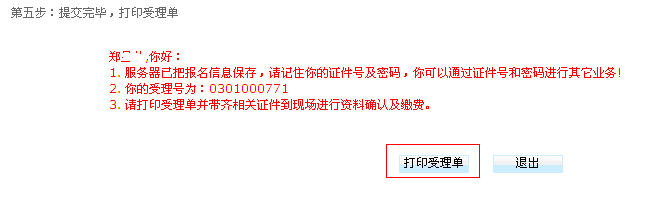 第五步：提交完毕，打印受理单
郑 ,你好：
1. 服务器已把报名信息保存，请记住你的证件号及密码，你可以通过证件号和密码进行其它业务!
2. 你的受理号为：0301000771
3. 请打印受理单并带齐相关证件到现场进行资料确认及缴费。
打印受理单 退出